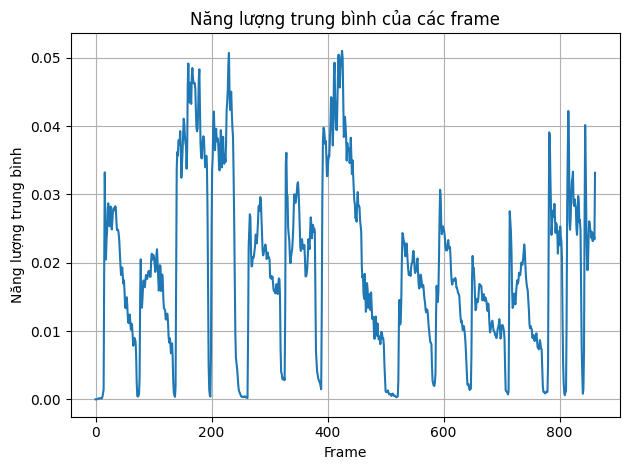 Năng lượng trung bình của các frame
Năng lượng trung bình
0.05
0.04
0.03
0.02
0.01
0.00
0 200 400 600 800
Frame